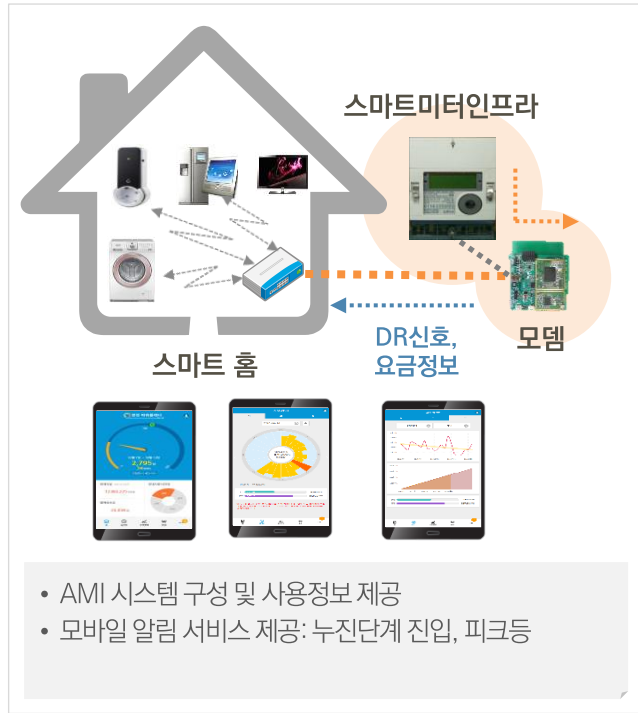 스마트미터인프라
DR신호,
요금정보
모뎀
스마트 홈
2,795
• AMI 시스템 구성 및 사용정보 제공
• 모바일 알림 서비스 제공: 누진단계 진입, 피크등